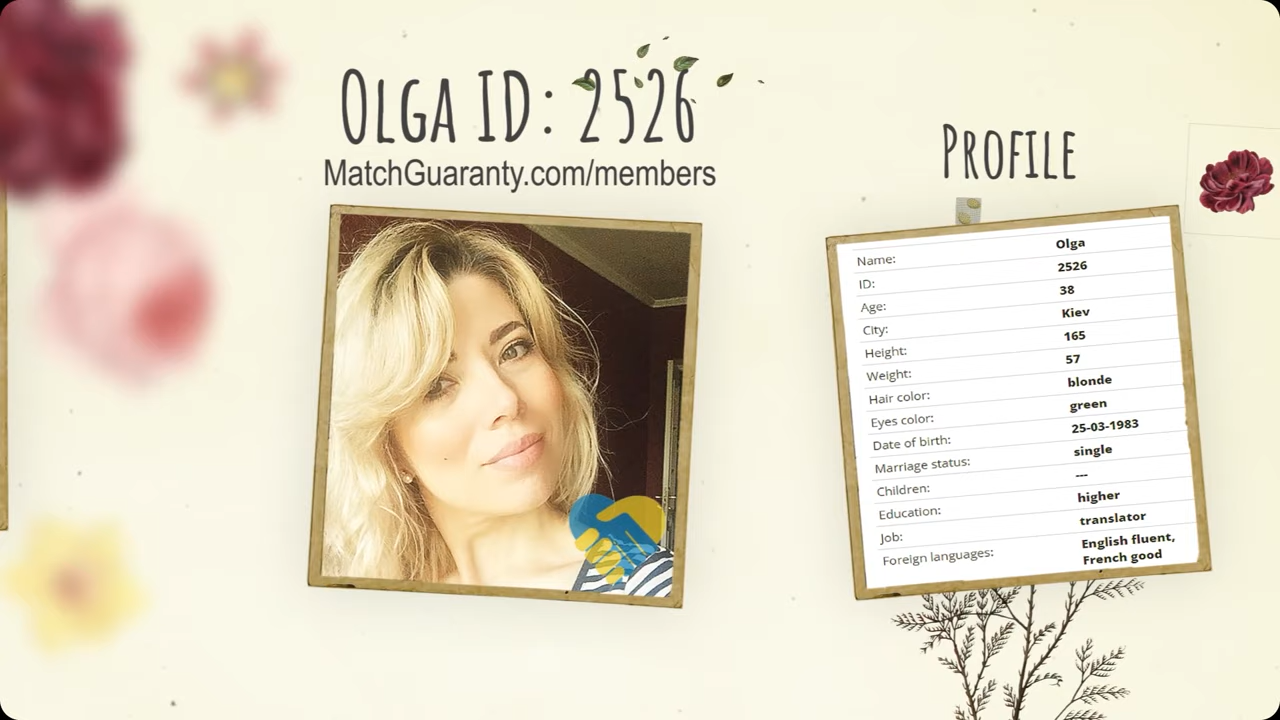 Olga ID: 2526
MatchGuaranty.com/members
Profile
Name: Olga
ID: 2526
Age: 38
City: Kiev
Height: 165
Weight: 57
Hair color: blonde
Eyes color: green
Date of birth: 25-03-1983
Marriage status: single
Children: ---
Education: higher
Job: translator
Foreign languages: English fluent,
French good